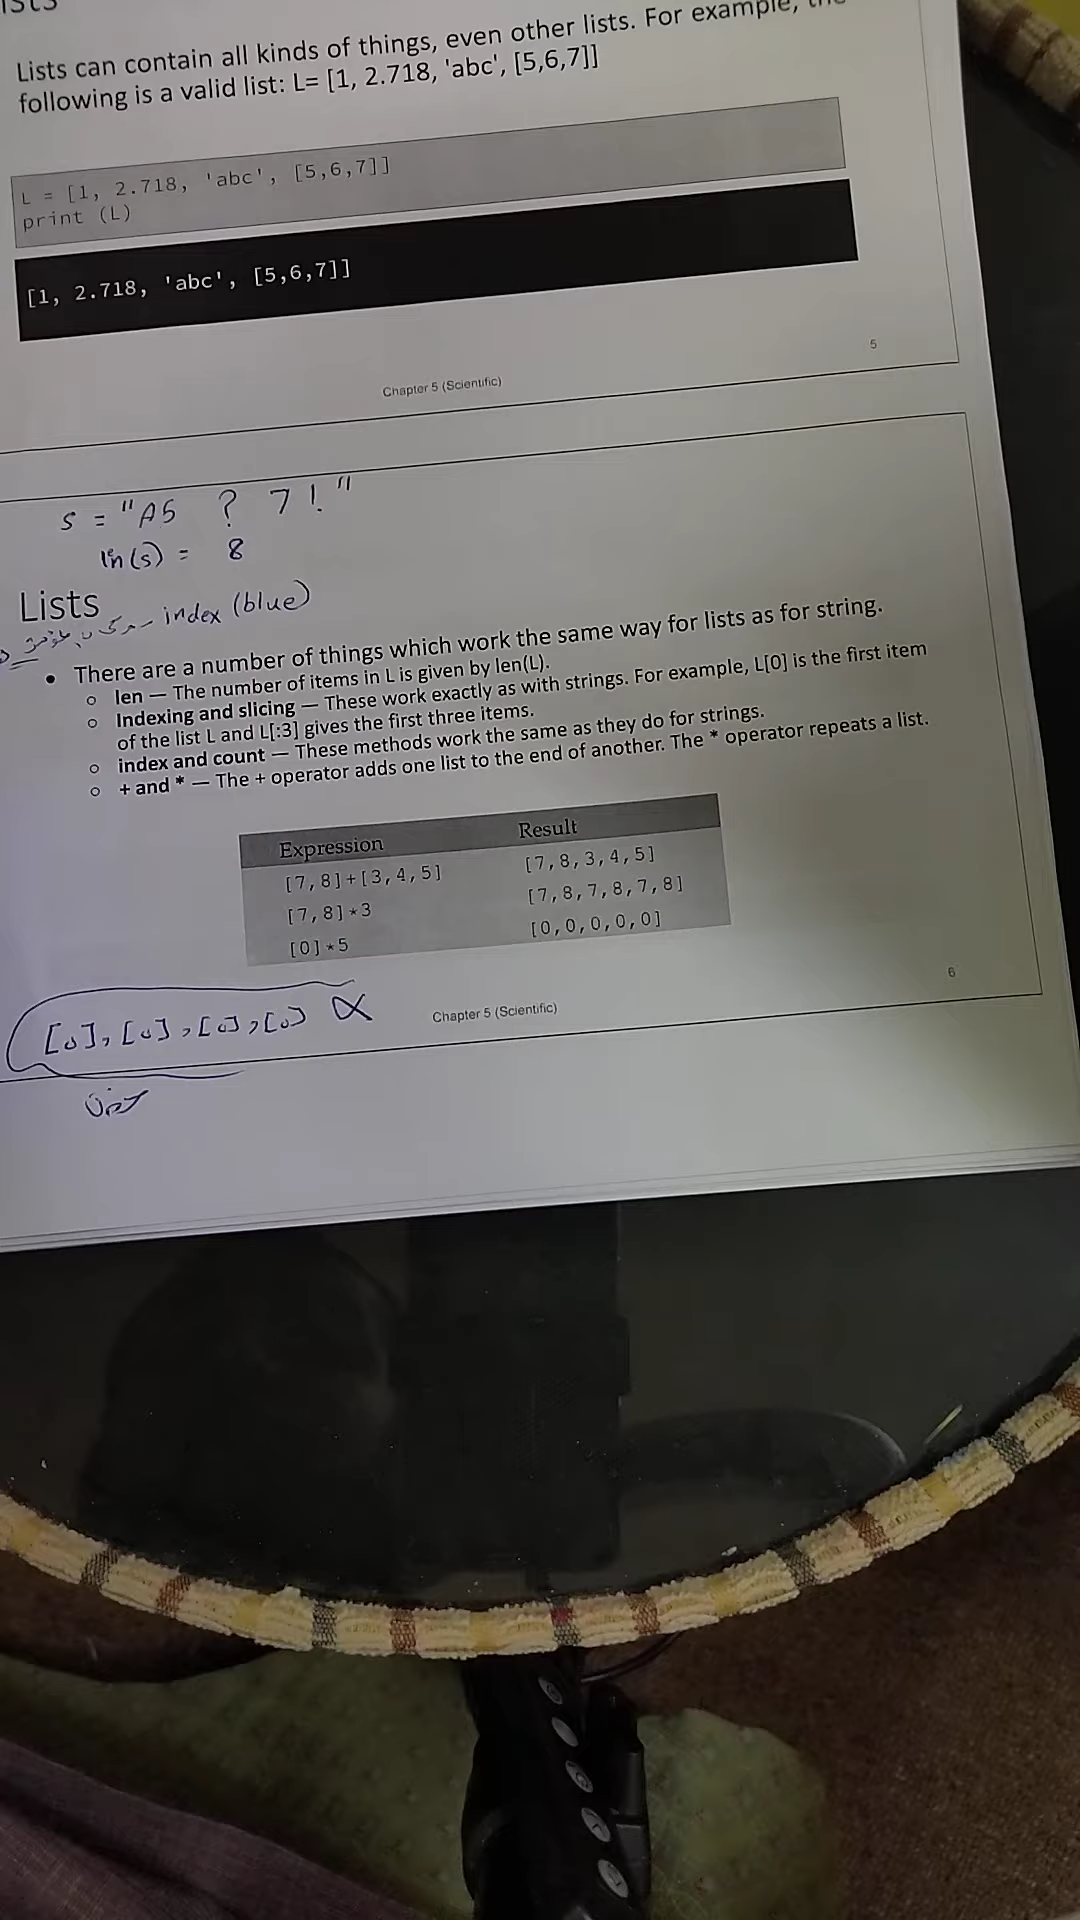 Lists can contain all kinds of things, even other lists. For example,
following is a valid list: L= [1, 2.718, 'abc', [5,6,7]]
L = [1, 2.718, 'abc', [5,6,7]]
print (L)
[1, 2.718, 'abc', [5,6,7]]
5
Chapter 5 (Scientific)
S = "A5 ? 7 ! "
len(s) = 8
Lists
index (blue)
• There are a number of things which work the same way for lists as for string.
o len — The number of items in L is given by len(L).
o Indexing and slicing — These work exactly as with strings. For example, L[0] is the first item
of the list L and L[:3] gives the first three items.
o index and count — These methods work the same as they do for strings.
o + and * — The + operator adds one list to the end of another. The * operator repeats a list.
Expression Result
[7,8]+[3,4,5] [7,8,3,4,5]
[7,8]*3 [7,8,7,8,7,8]
[0]*5 [0,0,0,0,0]
6
[0], [0], [0], [0]
Chapter 5 (Scientific)